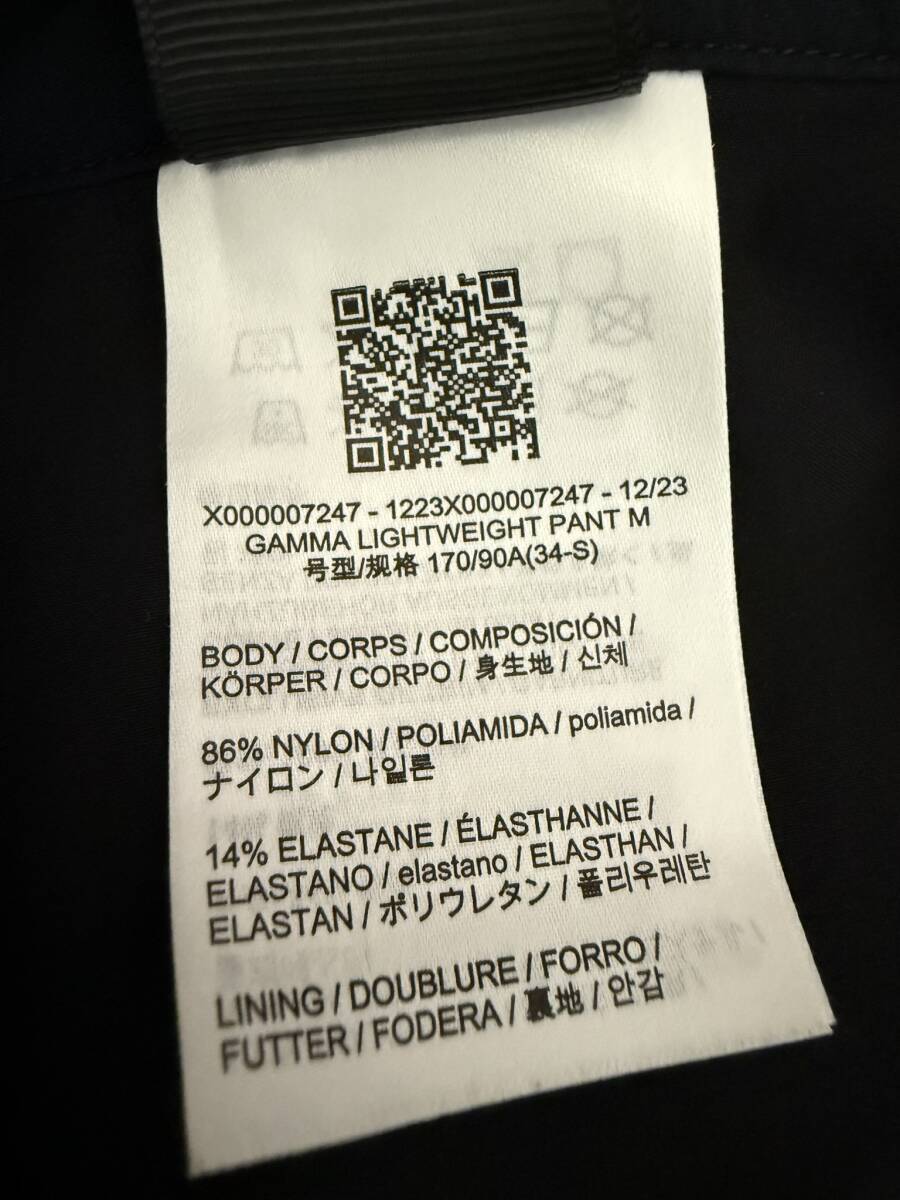 X000007247 - 1223X000007247 - 12/23
GAMMA LIGHTWEIGHT PANT M
号型/规格 170/90A(34-S)
BODY / CORPS / COMPOSICIÓN /
KÖRPER / CORPO / 身生地 / 신체
86% NYLON / POLIAMIDA / poliamida /
ナイロン / 나일론
14% ELASTANE / ÉLASTHANNE /
ELASTANO / elastano / ELASTHAN /
ELASTAN / ポリウレタン / 폴리우레탄
LINING / DOUBLURE / FORRO /
FUTTER / FODERA / 裏地 / 안감